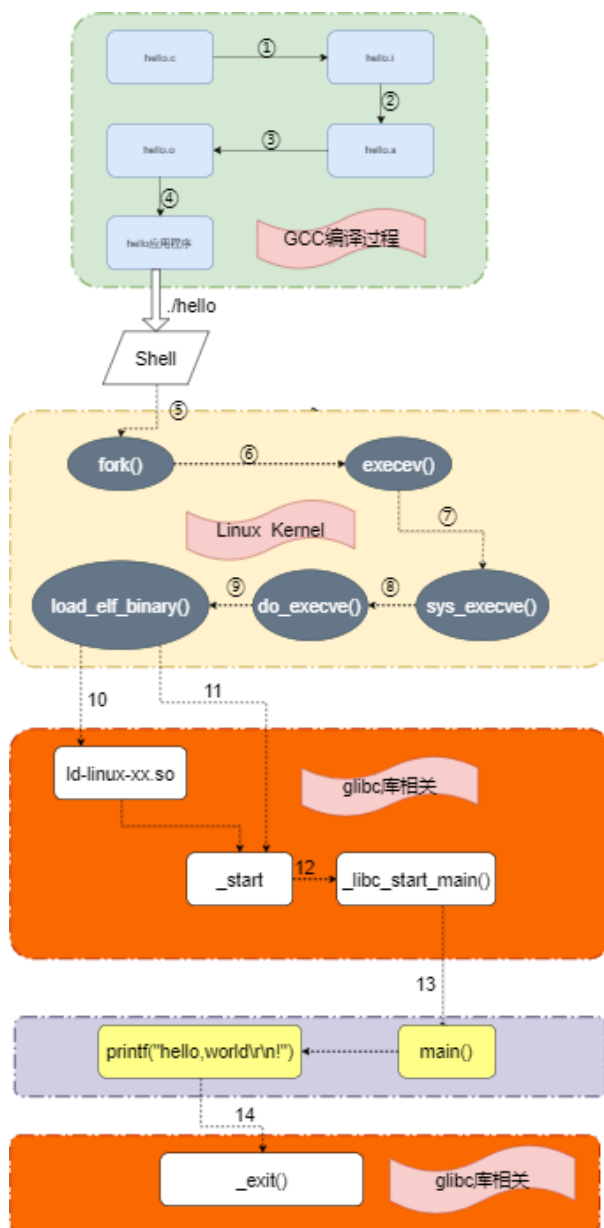 hello.c
①
hello.i
②
hello.o
③
hello.s
④
hello应用程序
GCC编译过程
./hello
Shell
⑤
fork()
⑥
execev()
⑦
Linux Kernel
load_elf_binary()
⑨
do_execve()
⑧
sys_execve()
10
11
ld-linux-xx.so
glibc库相关
_start
12
_libc_start_main()
13
printf("hello,world\r\n!")
main()
14
_exit()
glibc库相关